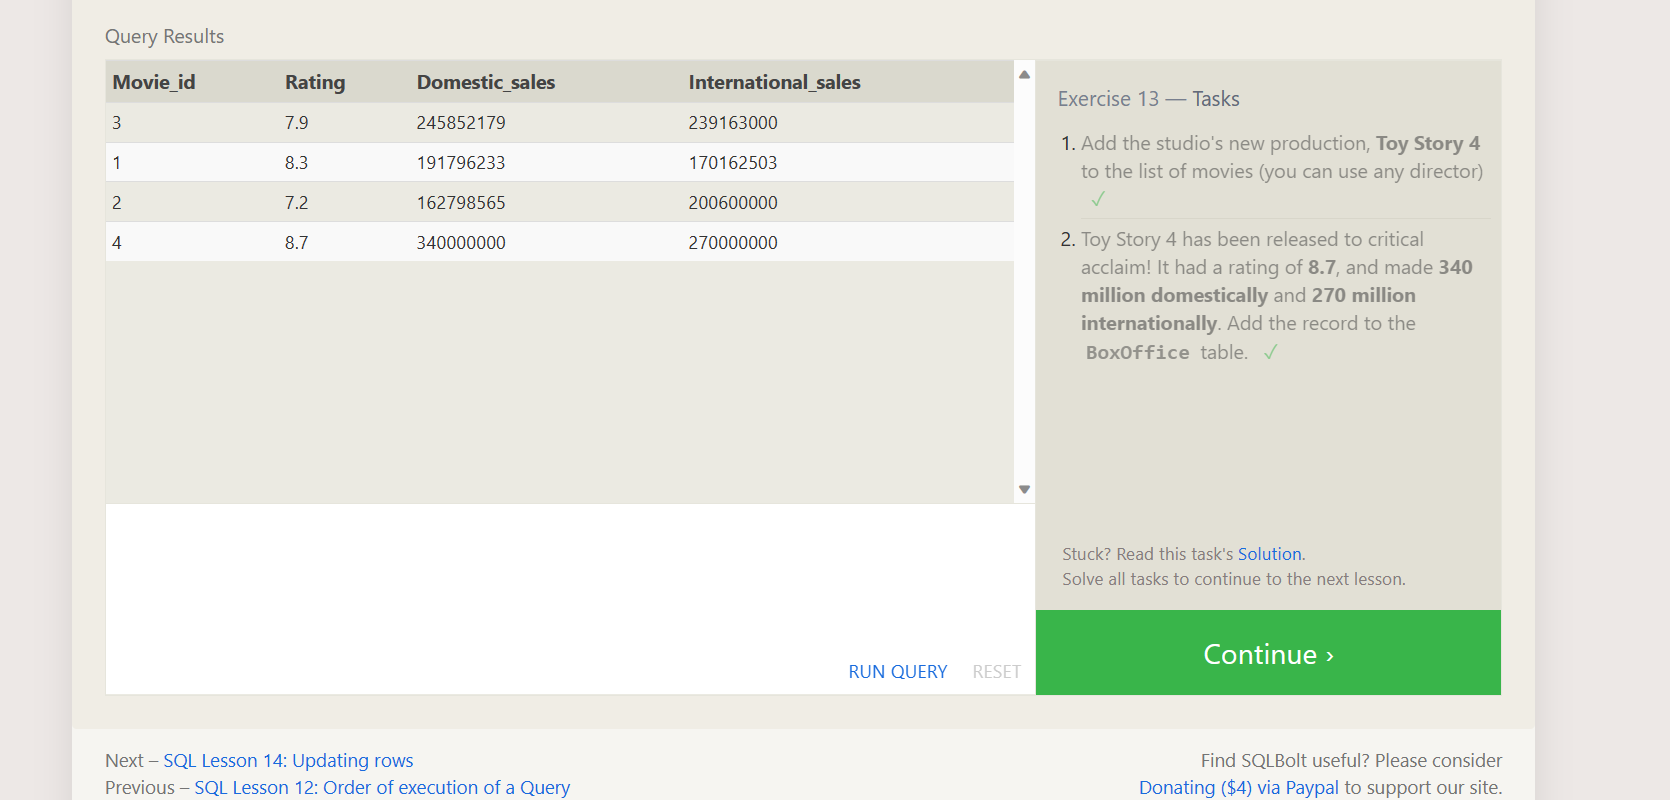 Query Results
Movie_id Rating Domestic_sales International_sales
3 7.9 245852179 239163000
1 8.3 191796233 170162503
2 7.2 162798565 200600000
4 8.7 340000000 270000000
RUN QUERY RESET
Exercise 13 — Tasks
1. Add the studio's new production, Toy Story 4
to the list of movies (you can use any director)
✓
2. Toy Story 4 has been released to critical
acclaim! It had a rating of 8.7, and made 340
million domestically and 270 million
internationally. Add the record to the
BoxOffice table. ✓
Stuck? Read this task's Solution.
Solve all tasks to continue to the next lesson.
Continue ›
Next – SQL Lesson 14: Updating rows
Previous – SQL Lesson 12: Order of execution of a Query
Find SQLBolt useful? Please consider
Donating ($4) via Paypal to support our site.